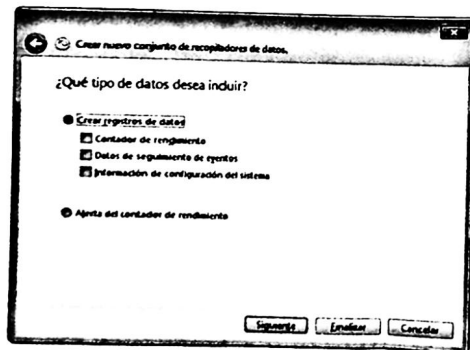 Crear nuevo conjunto de recopiladores de datos.
¿Qué tipo de datos desea incluir?
Crear registros de datos
Contador de rendimiento
Datos de seguimiento de eventos
Información de configuración del sistema
Alerta del contador de rendimiento
Siguiente Finalizar Cancelar